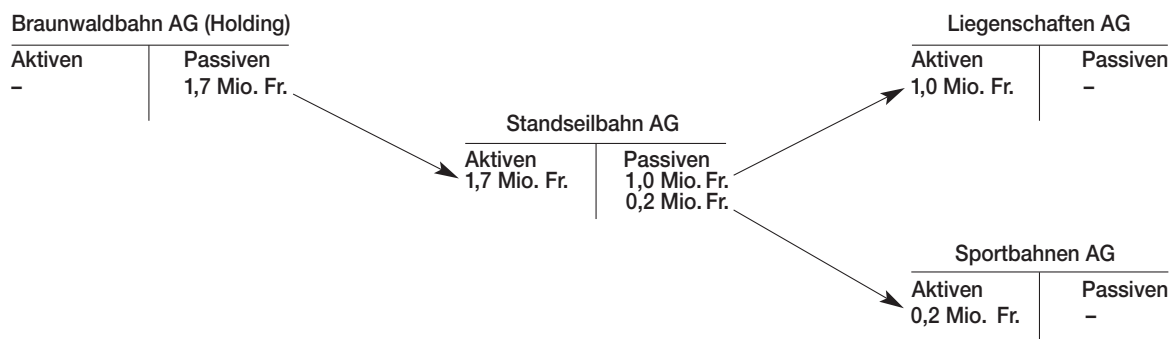 Braunwaldbahn AG (Holding)
Aktiven Passiven
– 1,7 Mio. Fr.
Standseilbahn AG
Aktiven Passiven
1,7 Mio. Fr. 1,0 Mio. Fr.
0,2 Mio. Fr.
Liegenschaften AG
Aktiven Passiven
1,0 Mio. Fr. –
Sportbahnen AG
Aktiven Passiven
0,2 Mio. Fr. –